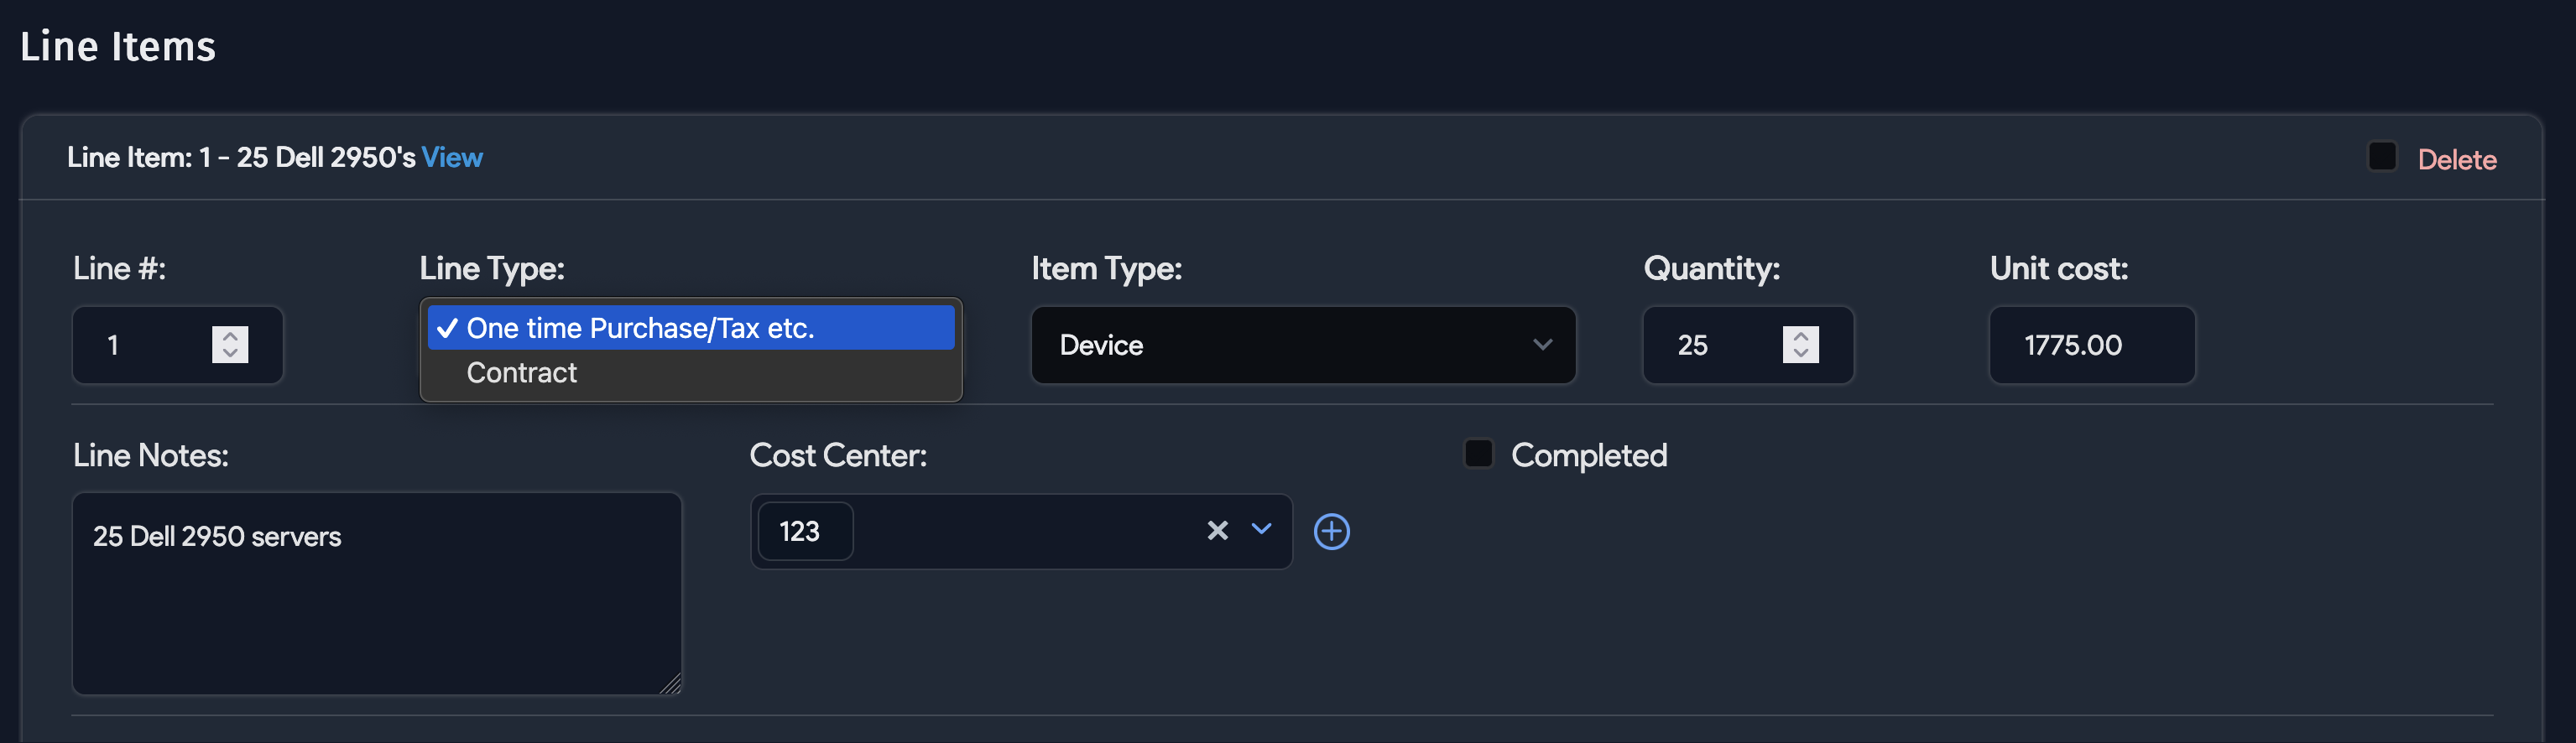 Line Items
Line Item: 1 - 25 Dell 2950's View
Delete
Line #:
Line Type:
Item Type:
Quantity:
Unit cost:
1
✓ One time Purchase/Tax etc.
Contract
Device
25
1775.00
Line Notes:
Cost Center:
Completed
25 Dell 2950 servers
123